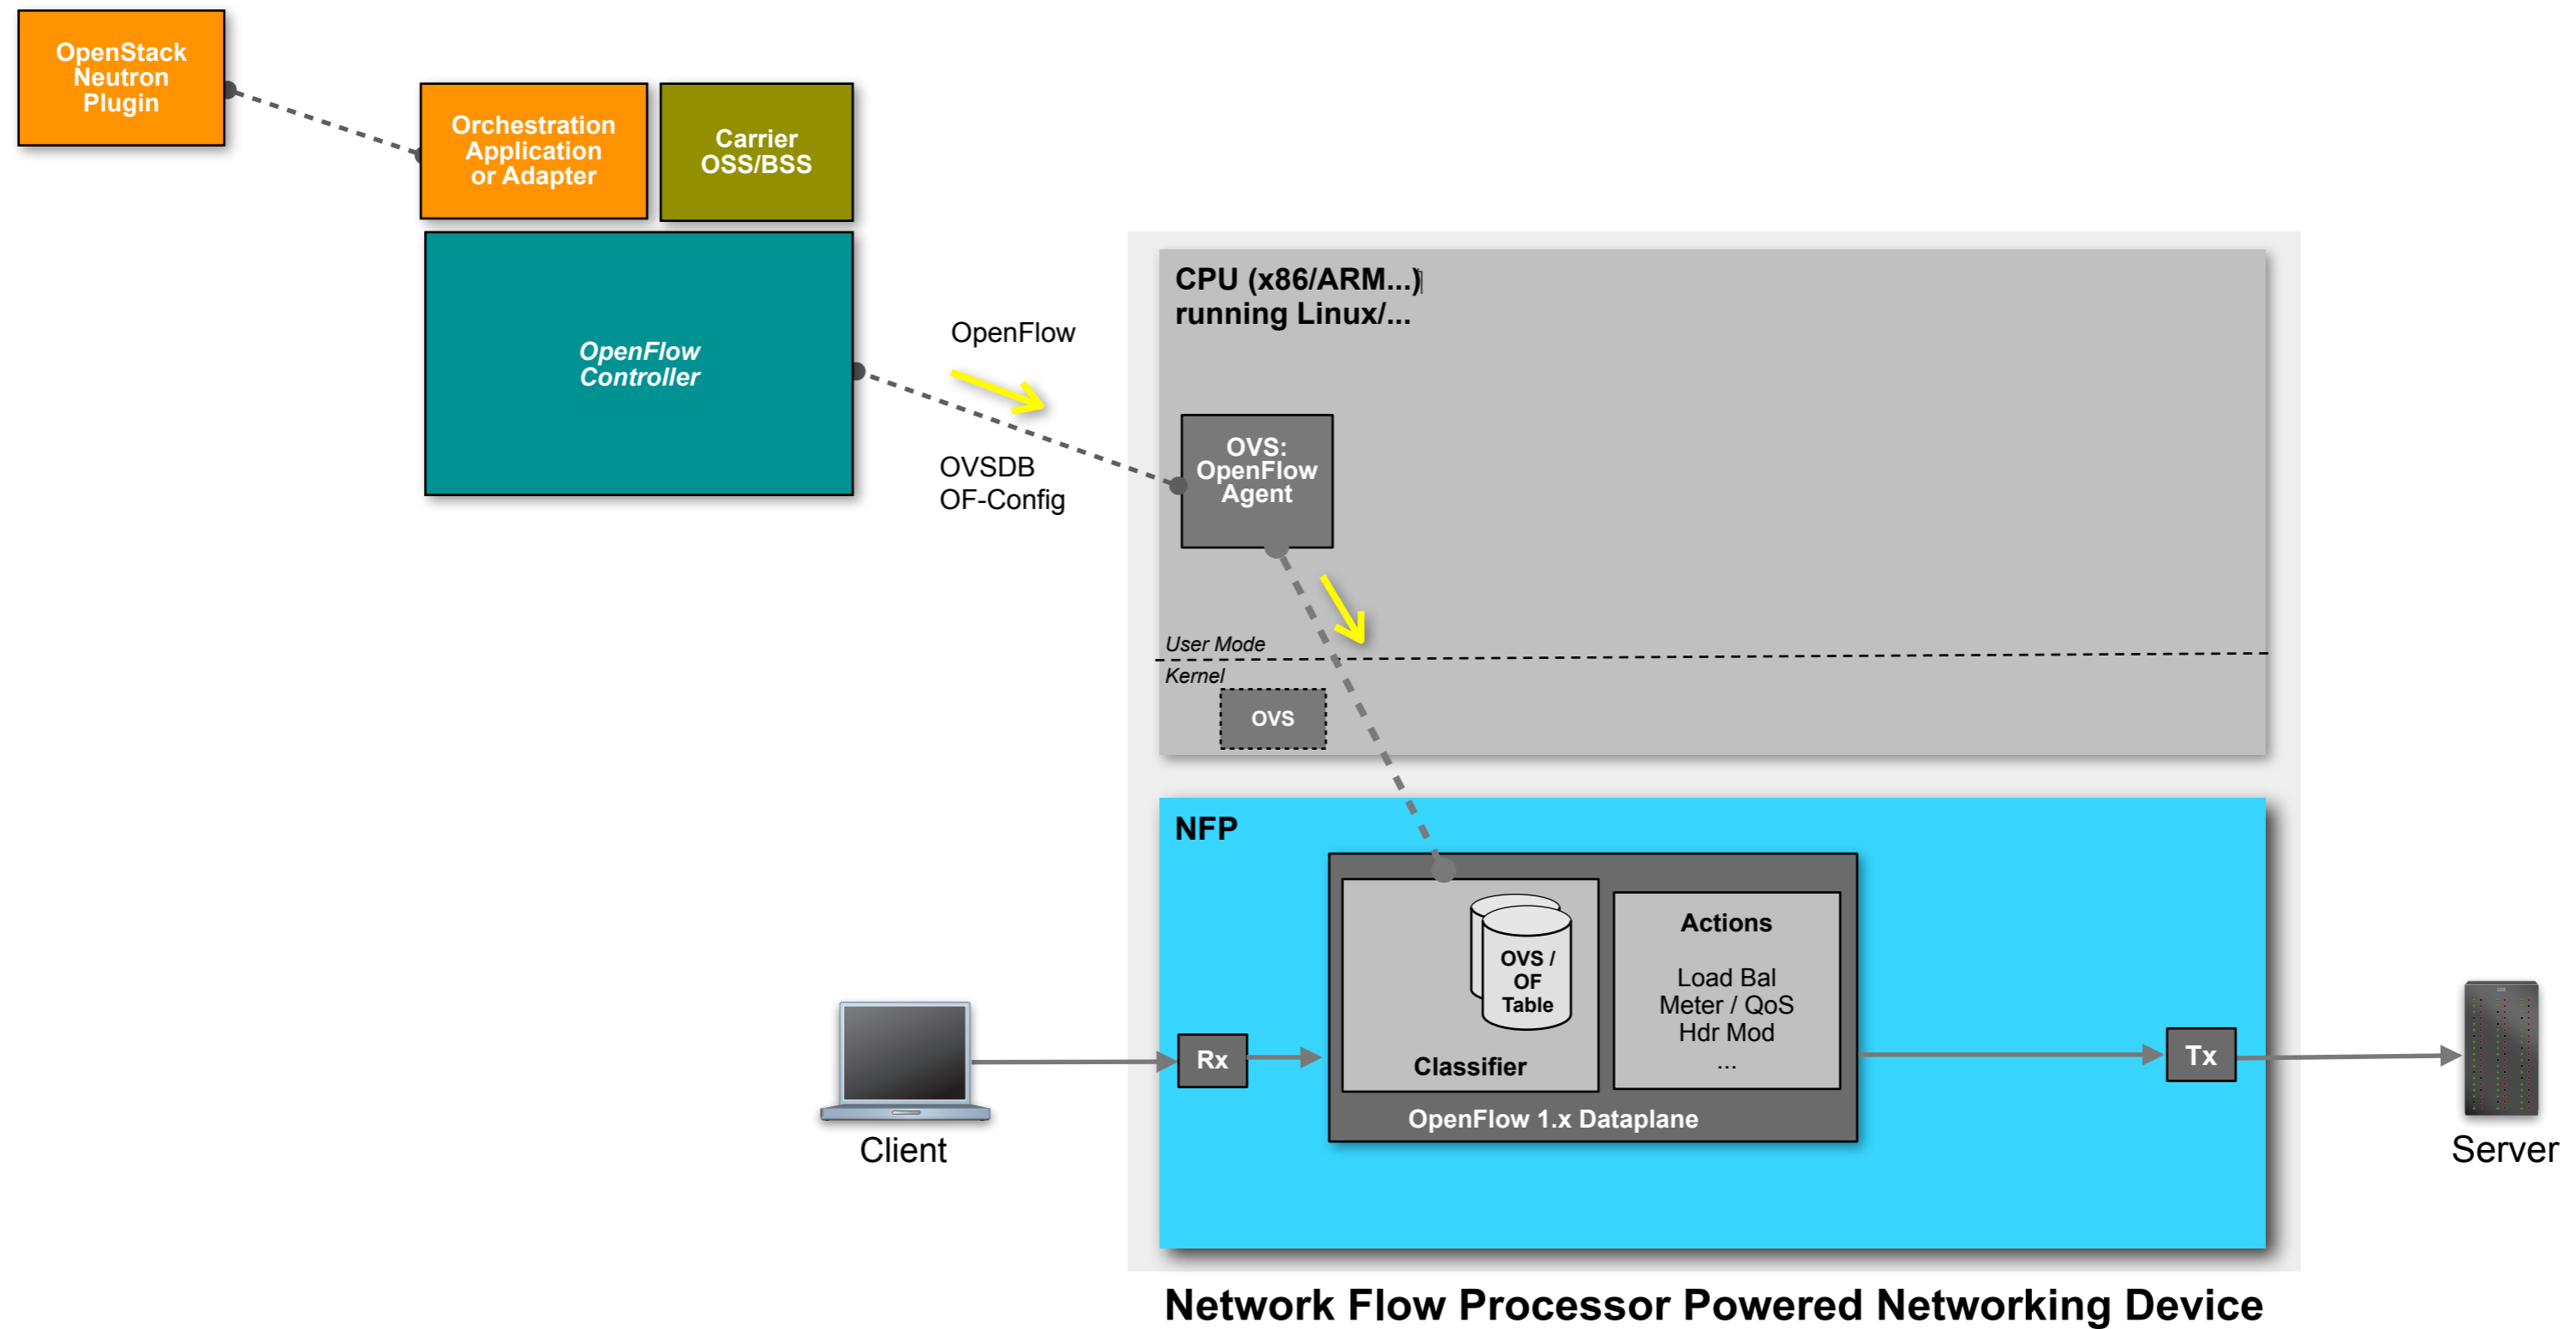 OpenStack
Neutron
Plugin
Orchestration
Application
or Adapter
Carrier
OSS/BSS
OpenFlow
Controller
OpenFlow
OVSDB
OF-Config
CPU (x86/ARM...)
running Linux/...
OVS:
OpenFlow
Agent
User Mode
Kernel
OVS
NFP
OVS /
OF
Table
Classifier
Actions
Load Bal
Meter / QoS
Hdr Mod
...
OpenFlow 1.x Dataplane
Rx
Tx
Client
Server
Network Flow Processor Powered Networking Device